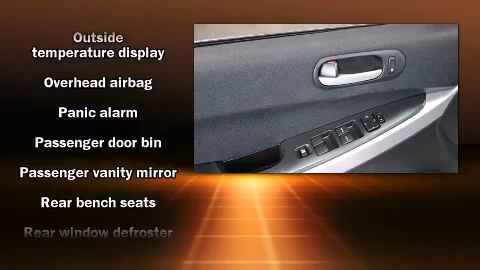 Outside
temperature display
Overhead airbag
Panic alarm
Passenger door bin
Passenger vanity mirror
Rear bench seats
Rear window defroster